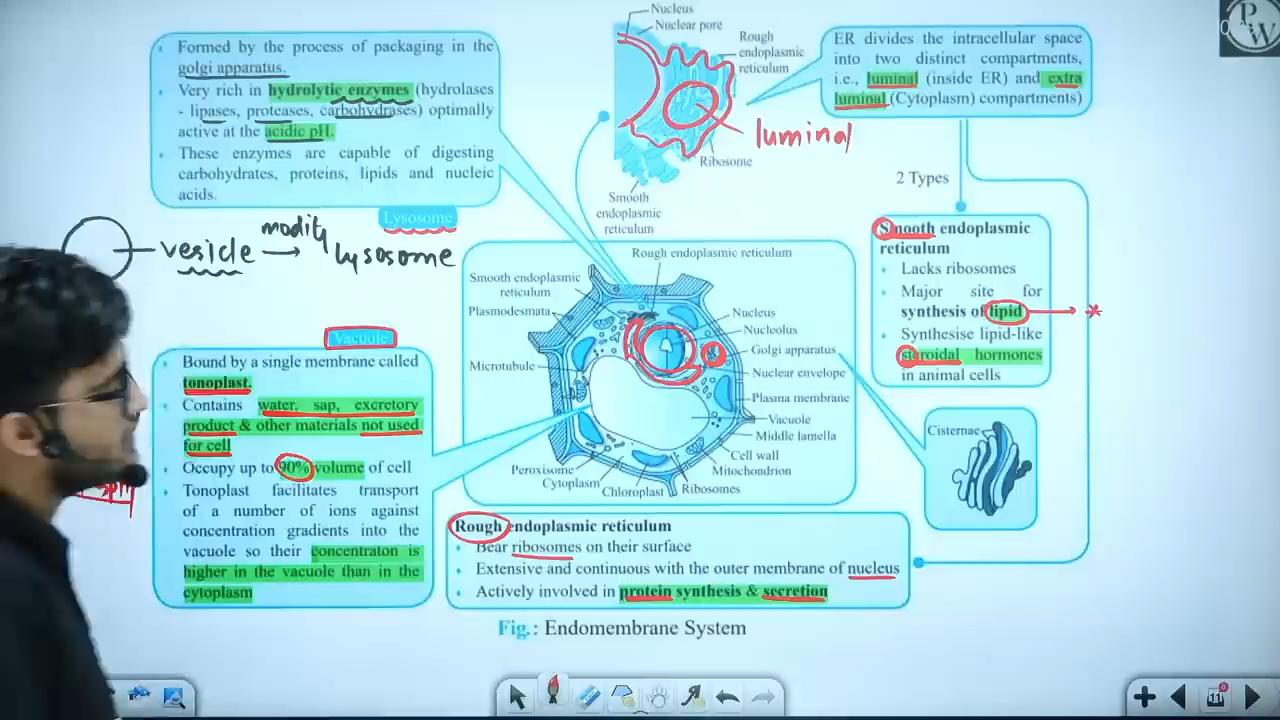 PW
Nucleus
Nuclear pore
Rough
endoplasmic
reticulum
luminal
Ribosome
Smooth
endoplasmic
reticulum
Formed by the process of packaging in the
golgi apparatus.
Very rich in hydrolytic enzymes (hydrolases
- lipases, proteases, carbohydrases) optimally
active at the acidic pH.
These enzymes are capable of digesting
carbohydrates, proteins, lipids and nucleic
acids.
Lysosome
vesicle → modify lysosome
ER divides the intracellular space
into two distinct compartments,
i.e., luminal (inside ER) and extra
luminal (Cytoplasm) compartments)
2 Types
Smooth endoplasmic
reticulum
Lacks ribosomes
Major site for
synthesis of lipid
Synthesise lipid-like
steroidal hormones
in animal cells
Rough endoplasmic reticulum
Smooth endoplasmic
reticulum
Plasmodesmata
Microtubule
Peroxisome
Cytoplasm
Chloroplast
Ribosomes
Nucleus
Nucleolus
Golgi apparatus
Nuclear envelope
Plasma membrane
Vacuole
Middle lamella
Cell wall
Mitochondrion
Cisternae
Vacuole
Bound by a single membrane called
tonoplast.
Contains water, sap, excretory
product & other materials not used
for cell
Occupy up to 90% volume of cell
Tonoplast facilitates transport
of a number of ions against
concentration gradients into the
vacuole so their concentraton is
higher in the vacuole than in the
cytoplasm
Rough endoplasmic reticulum
Bear ribosomes on their surface
Extensive and continuous with the outer membrane of nucleus
Actively involved in protein synthesis & secretion
Fig.: Endomembrane System
11